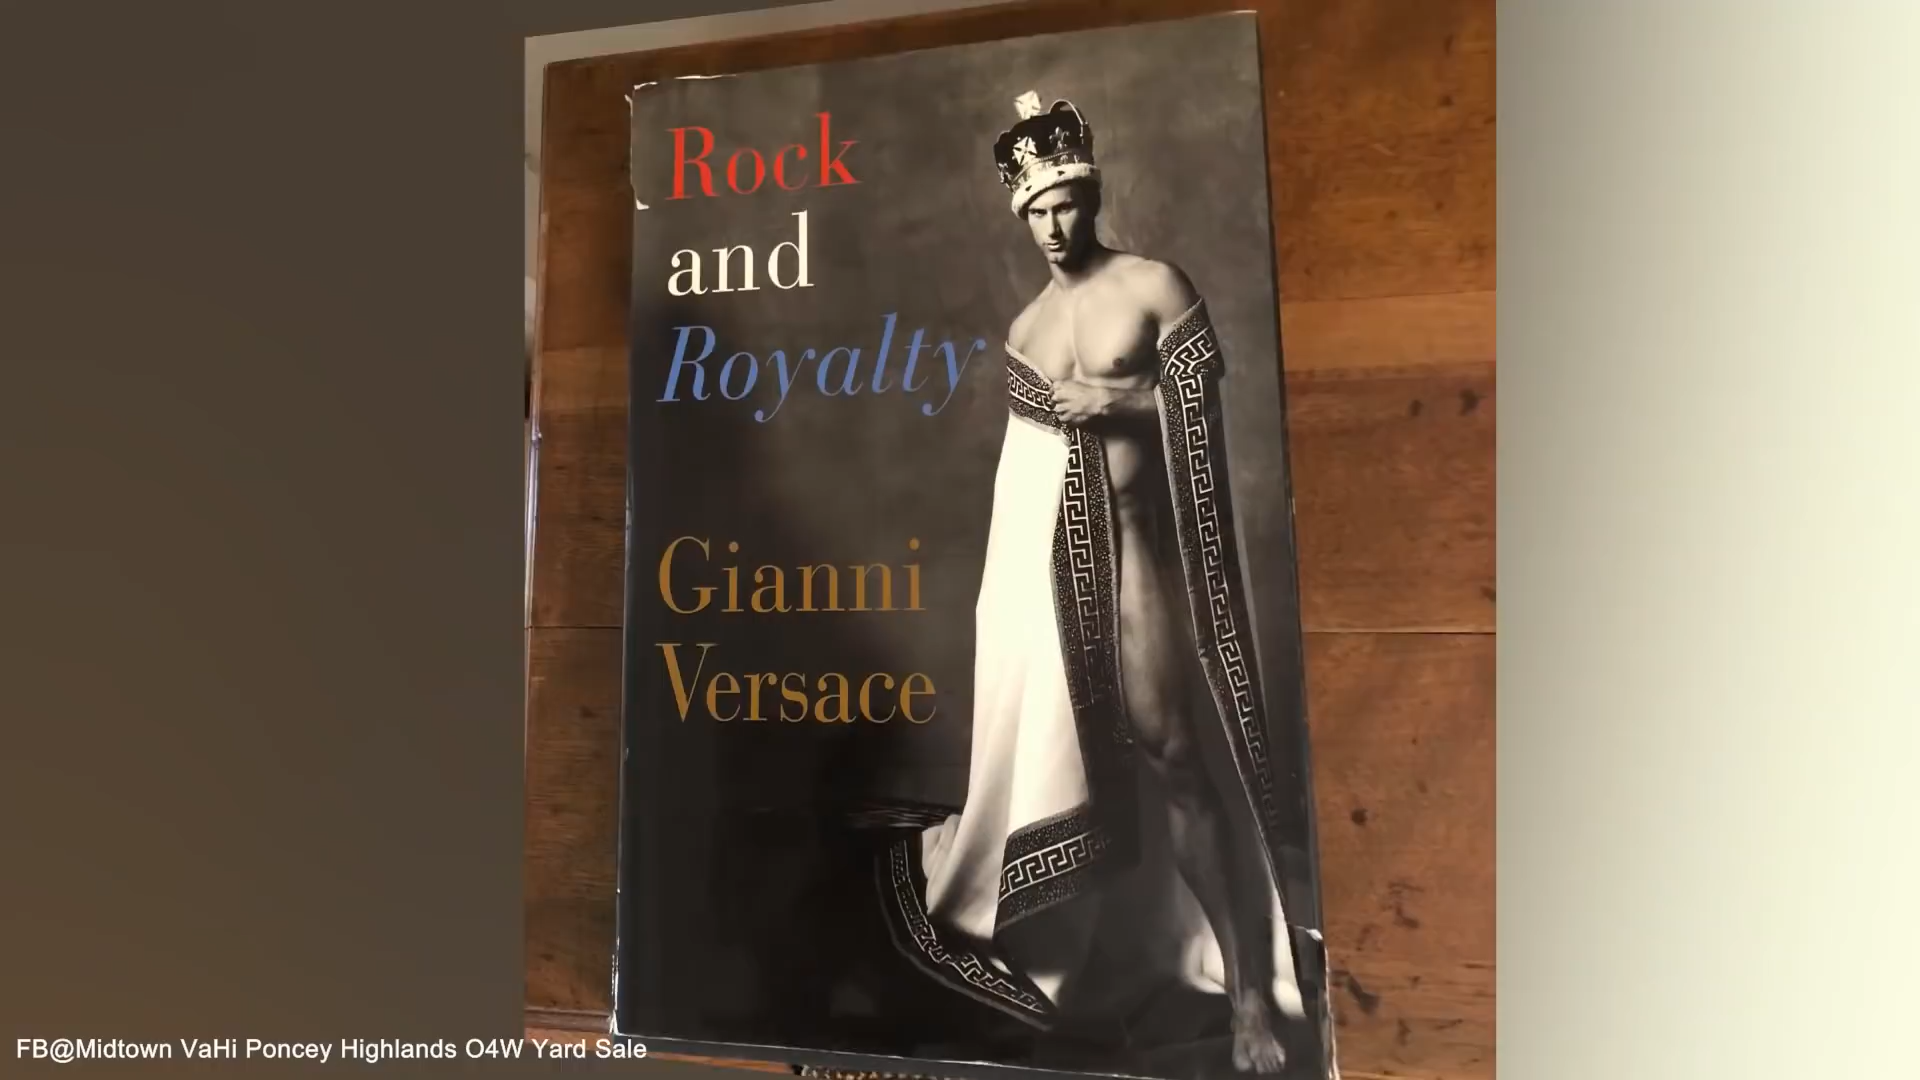 Rock
and
Royalty
Gianni
Versace
FB@Midtown VaHi Poncey Highlands O4W Yard Sale